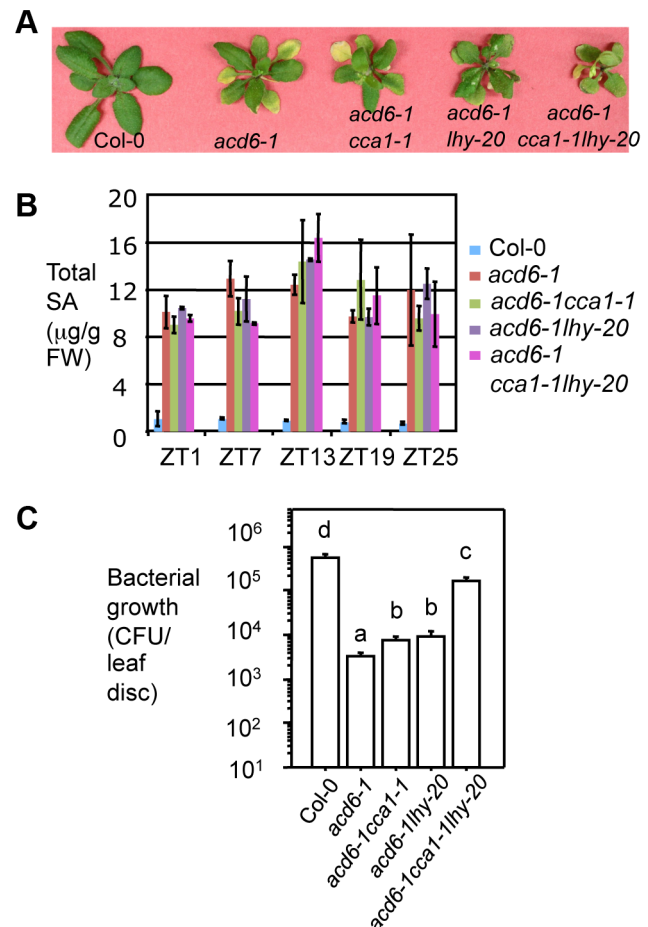 A
Col-0
acd6-1
acd6-1
cca1-1
acd6-1
lhy-20
acd6-1
cca1-1lhy-20
B
Total
SA
(μg/g
FW)
20
16
12
8
4
0
ZT1 ZT7 ZT13 ZT19 ZT25
Col-0
acd6-1
acd6-1cca1-1
acd6-1lhy-20
acd6-1
cca1-1lhy-20
C
Bacterial
growth
(CFU/
leaf
disc)
10⁶
10⁵
10⁴
10³
10²
10¹
d
a
b
b
c
Col-0
acd6-1
acd6-1cca1-1
acd6-1lhy-20
acd6-1cca1-1lhy-20